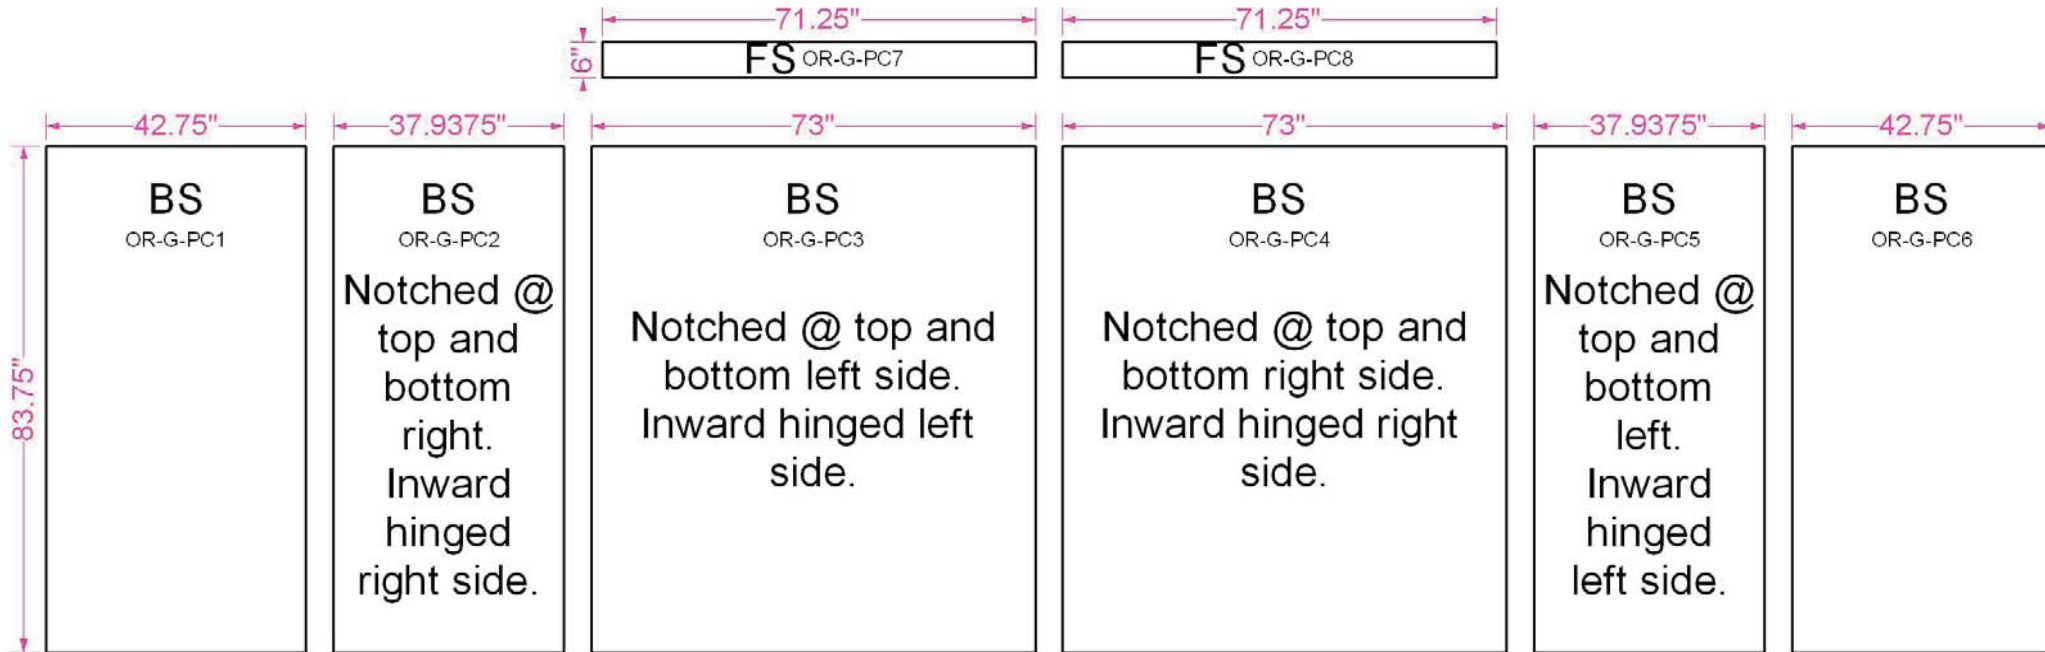 71.25"
71.25"
6"
FS OR-G-PC7
FS OR-G-PC8
42.75"
37.9375"
73"
73"
37.9375"
42.75"
83.75"
BS
OR-G-PC1
BS
OR-G-PC2
Notched @
top and
bottom
right.
Inward
hinged
right side.
BS
OR-G-PC3
Notched @ top and
bottom left side.
Inward hinged left
side.
BS
OR-G-PC4
Notched @ top and
bottom right side.
Inward hinged right
side.
BS
OR-G-PC5
Notched @
top and
bottom
left.
Inward
hinged
left side.
BS
OR-G-PC6